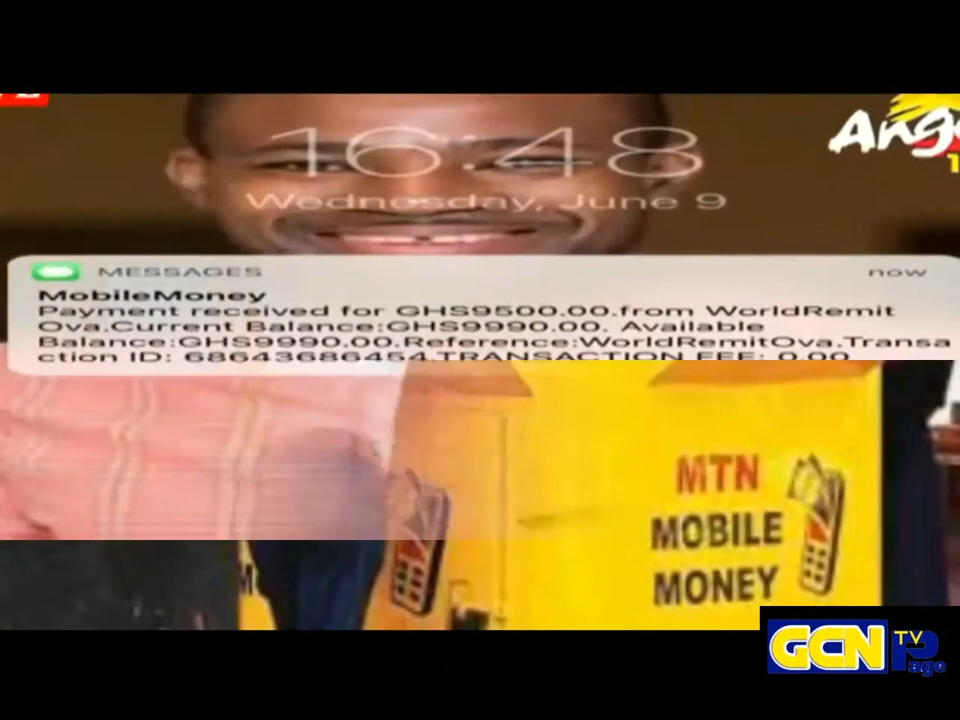 Ang
16:48
Wednesday, June 9
MESSAGES now
MobileMoney
Payment received for GHS9500.00.from WorldRemit
Ova.Current Balance:GHS9990.00. Available
Balance:GHS9990.00.Reference:WorldRemitOva.Transa
ction ID: 68643686454.TRANSACTION FEE: 0.00
MTN
MOBILE
MONEY
M
GCN TV
Page